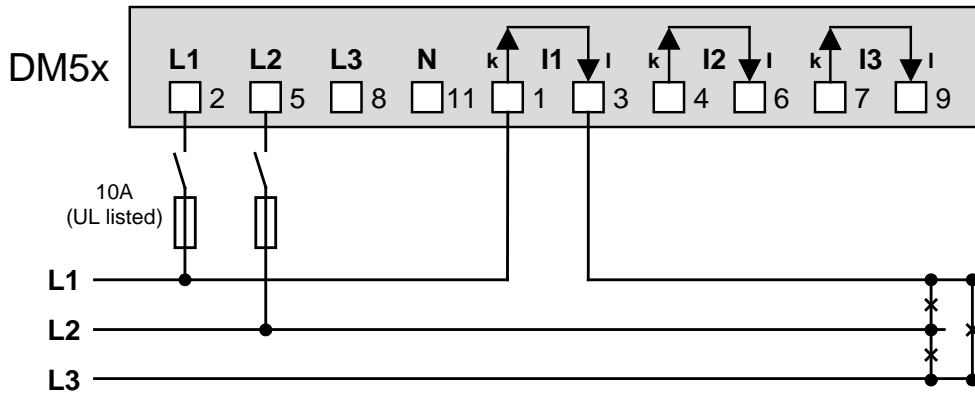 DM5x
L1 L2 L3 N k I1 l k I2 l k I3 l
2 5 8 11 1 3 4 6 7 9
10A
(UL listed)
L1
L2
L3